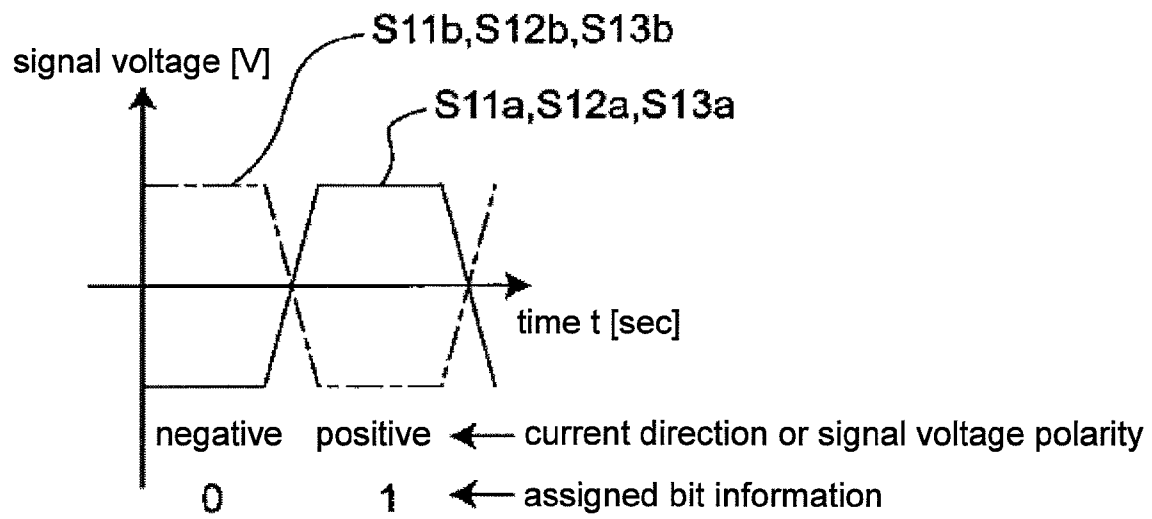 S11b,S12b,S13b
signal voltage [V]
S11a,S12a,S13a
time t [sec]
negative positive current direction or signal voltage polarity
0 1 assigned bit information